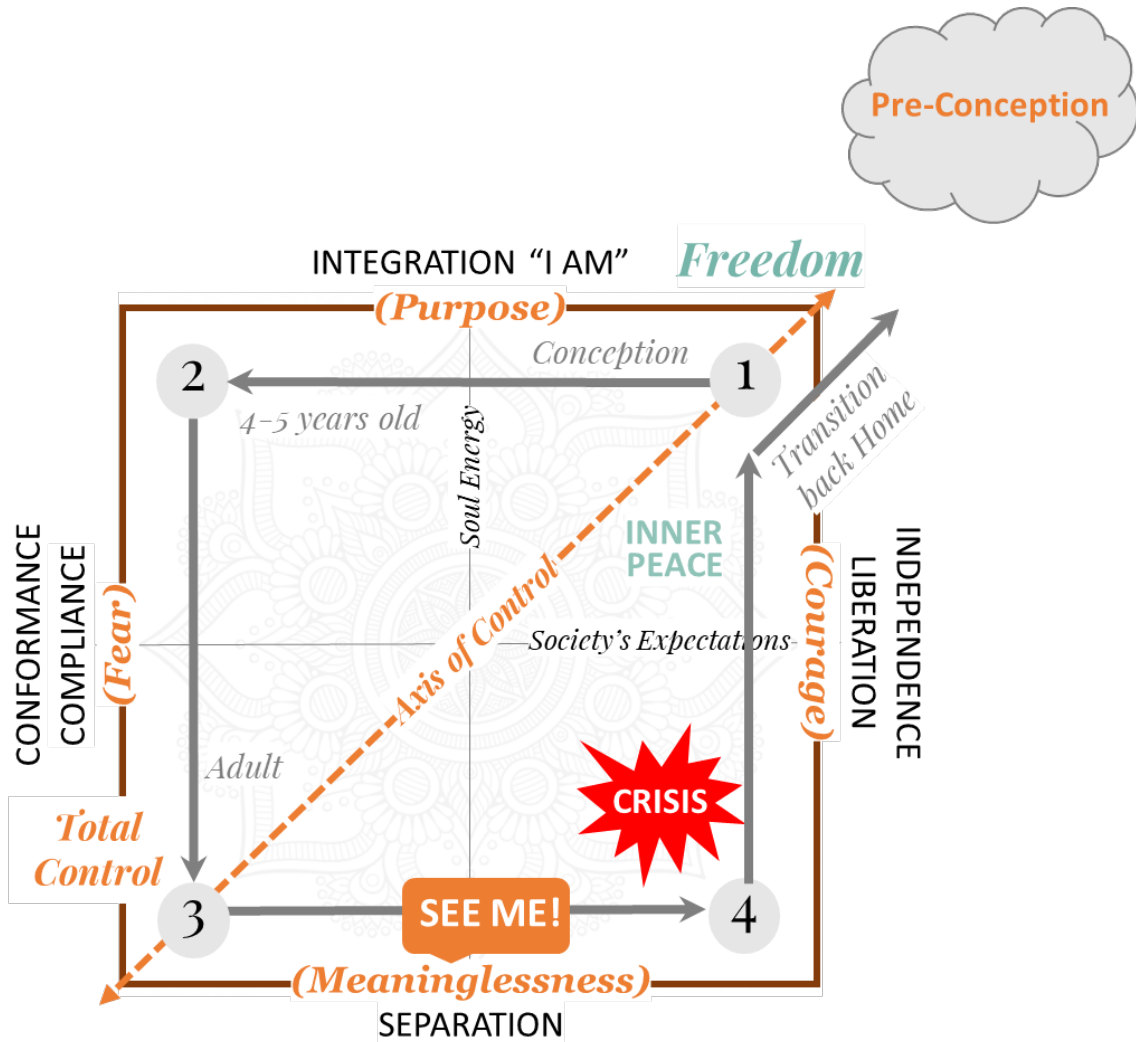 Pre-Conception
INTEGRATION “I AM”
Freedom
(Purpose)
Conception
1
2
4-5 years old
Transition
back Home
Soul Energy
INNER
PEACE
Axis of Control
Society’s Expectations
CONFORMANCE
COMPLIANCE
(Fear)
(Courage)
LIBERATION
INDEPENDENCE
Adult
CRISIS
Total
Control
3
SEE ME!
4
(Meaninglessness)
SEPARATION